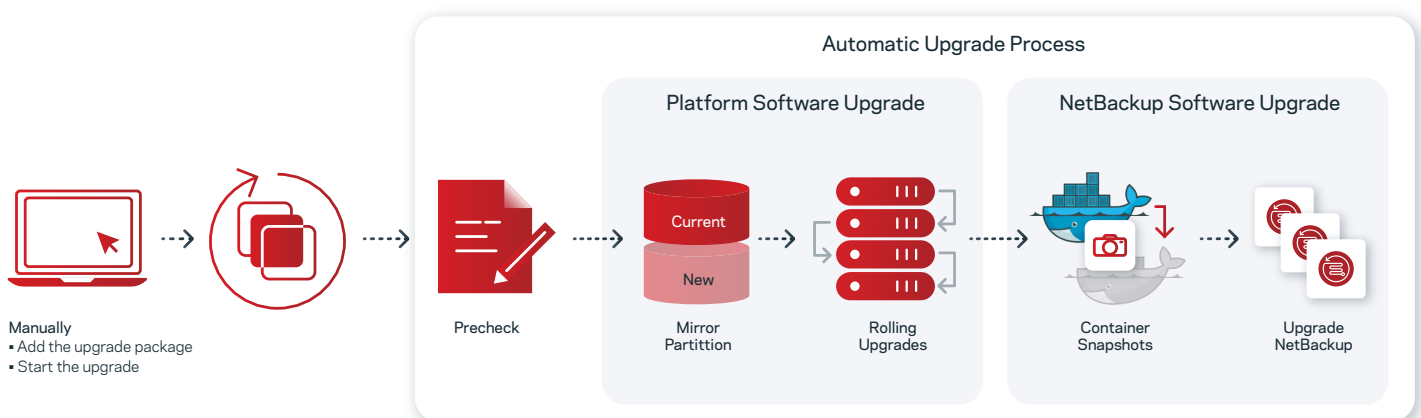 Automatic Upgrade Process
Platform Software Upgrade
NetBackup Software Upgrade
Current
New
Manually
▪ Add the upgrade package
▪ Start the upgrade
Precheck
Mirror
Partition
Rolling
Upgrades
Container
Snapshots
Upgrade
NetBackup